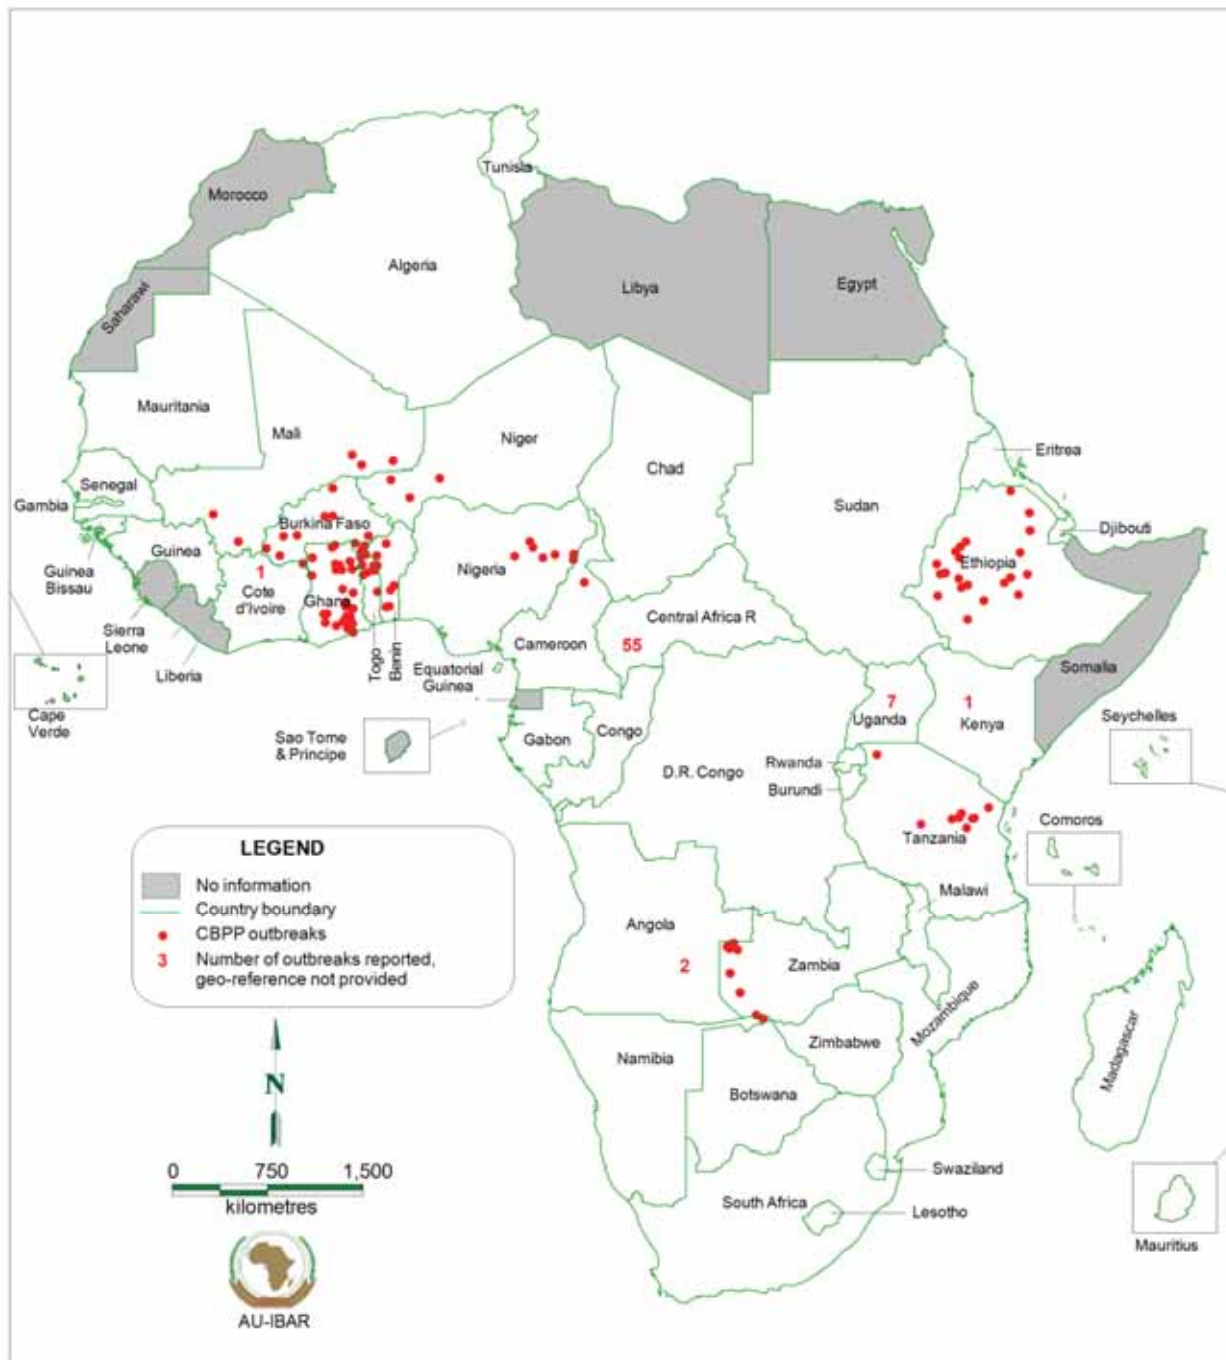 Tunisia
Morocco
Algeria
Libya
Egypt
Saharawi
Mauritania
Mali
Niger
Chad
Sudan
Eritrea
Senegal
Gambia
Burkina Faso
Djibouti
Guinea
Nigeria
Ethiopia
Guinea
Bissau
1
Cote
d'Ivoire
Ghana
Central Africa R
Sierra
Leone
Cameroon
55
Togo
Benin
Liberia
Equatorial
Guinea
Somalia
Cape
Verde
7
Uganda
1
Kenya
Seychelles
Sao Tome
& Principe
Gabon
Congo
D.R. Congo
Rwanda
Burundi
Comoros
Tanzania
LEGEND
No information
Country boundary
CBPP outbreaks
3 Number of outbreaks reported,
geo-reference not provided
Malawi
Angola
2
Zambia
Mozambique
Madagascar
Zimbabwe
Namibia
Botswana
N
0 750 1,500
kilometres
Swaziland
South Africa
Lesotho
Mauritius
AU-IBAR